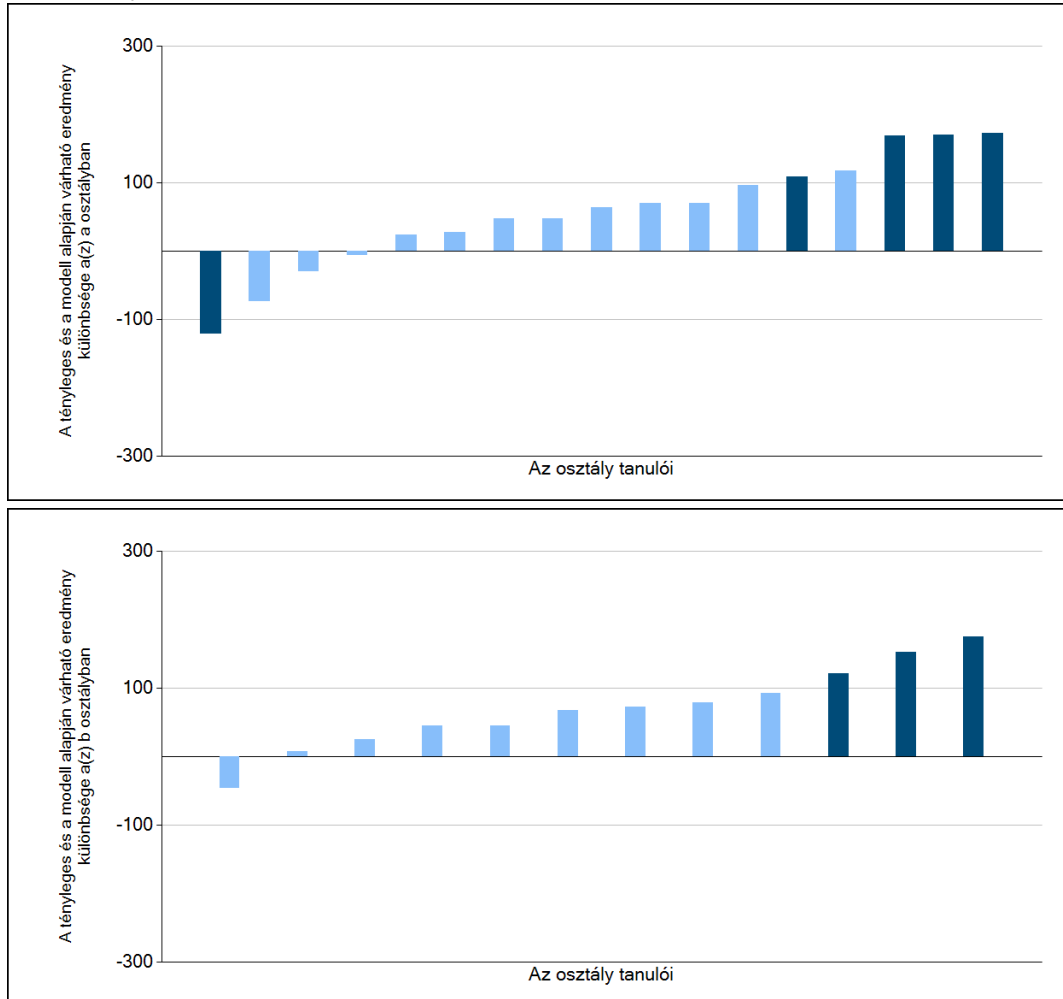 300
100
-100
-300
A tényleges és a modell alapján várható eredmény
különbsége a(z) a osztályban
Az osztály tanulói
300
100
-100
-300
A tényleges és a modell alapján várható eredmény
különbsége a(z) b osztályban
Az osztály tanulói